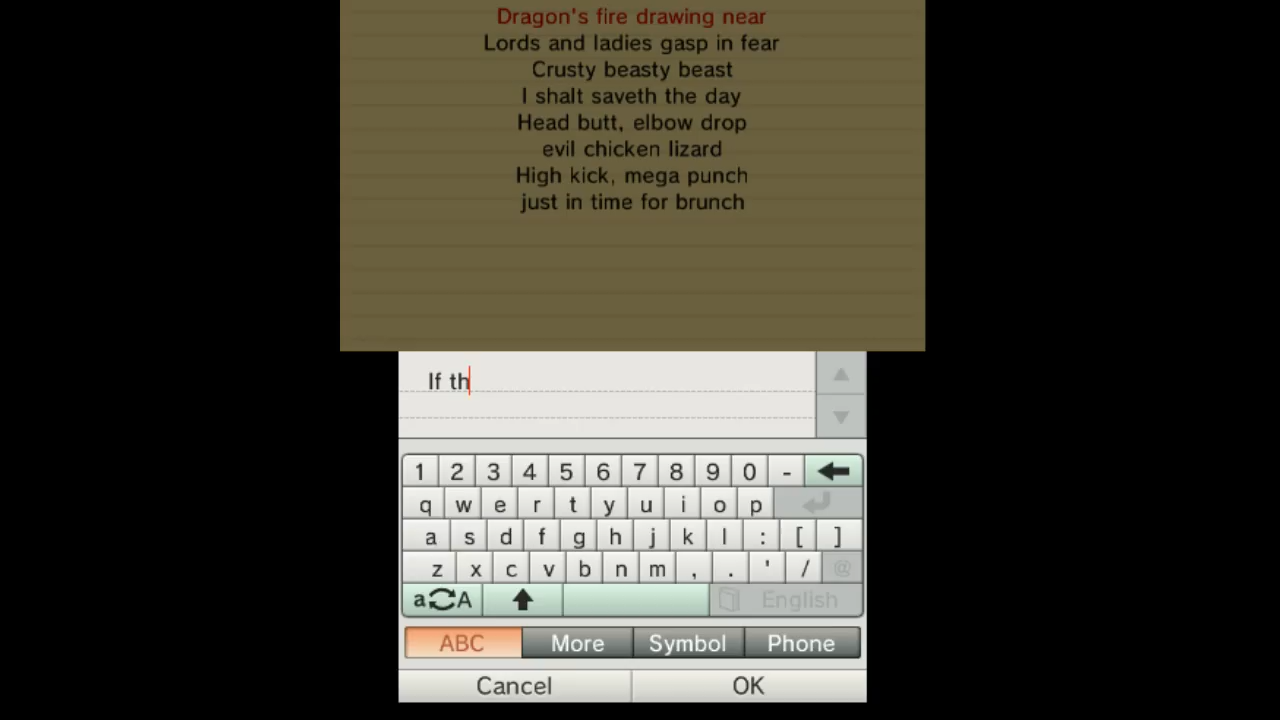 Dragon's fire drawing near
Lords and ladies gasp in fear
Crusty beasty beast
I shalt saveth the day
Head butt, elbow drop
evil chicken lizard
High kick, mega punch
just in time for brunch
If th
1 2 3 4 5 6 7 8 9 0 -
q w e r t y u i o p
a s d f g h j k l : [ ]
z x c v b n m , . ' / @
a A English
ABC More Symbol Phone
Cancel OK